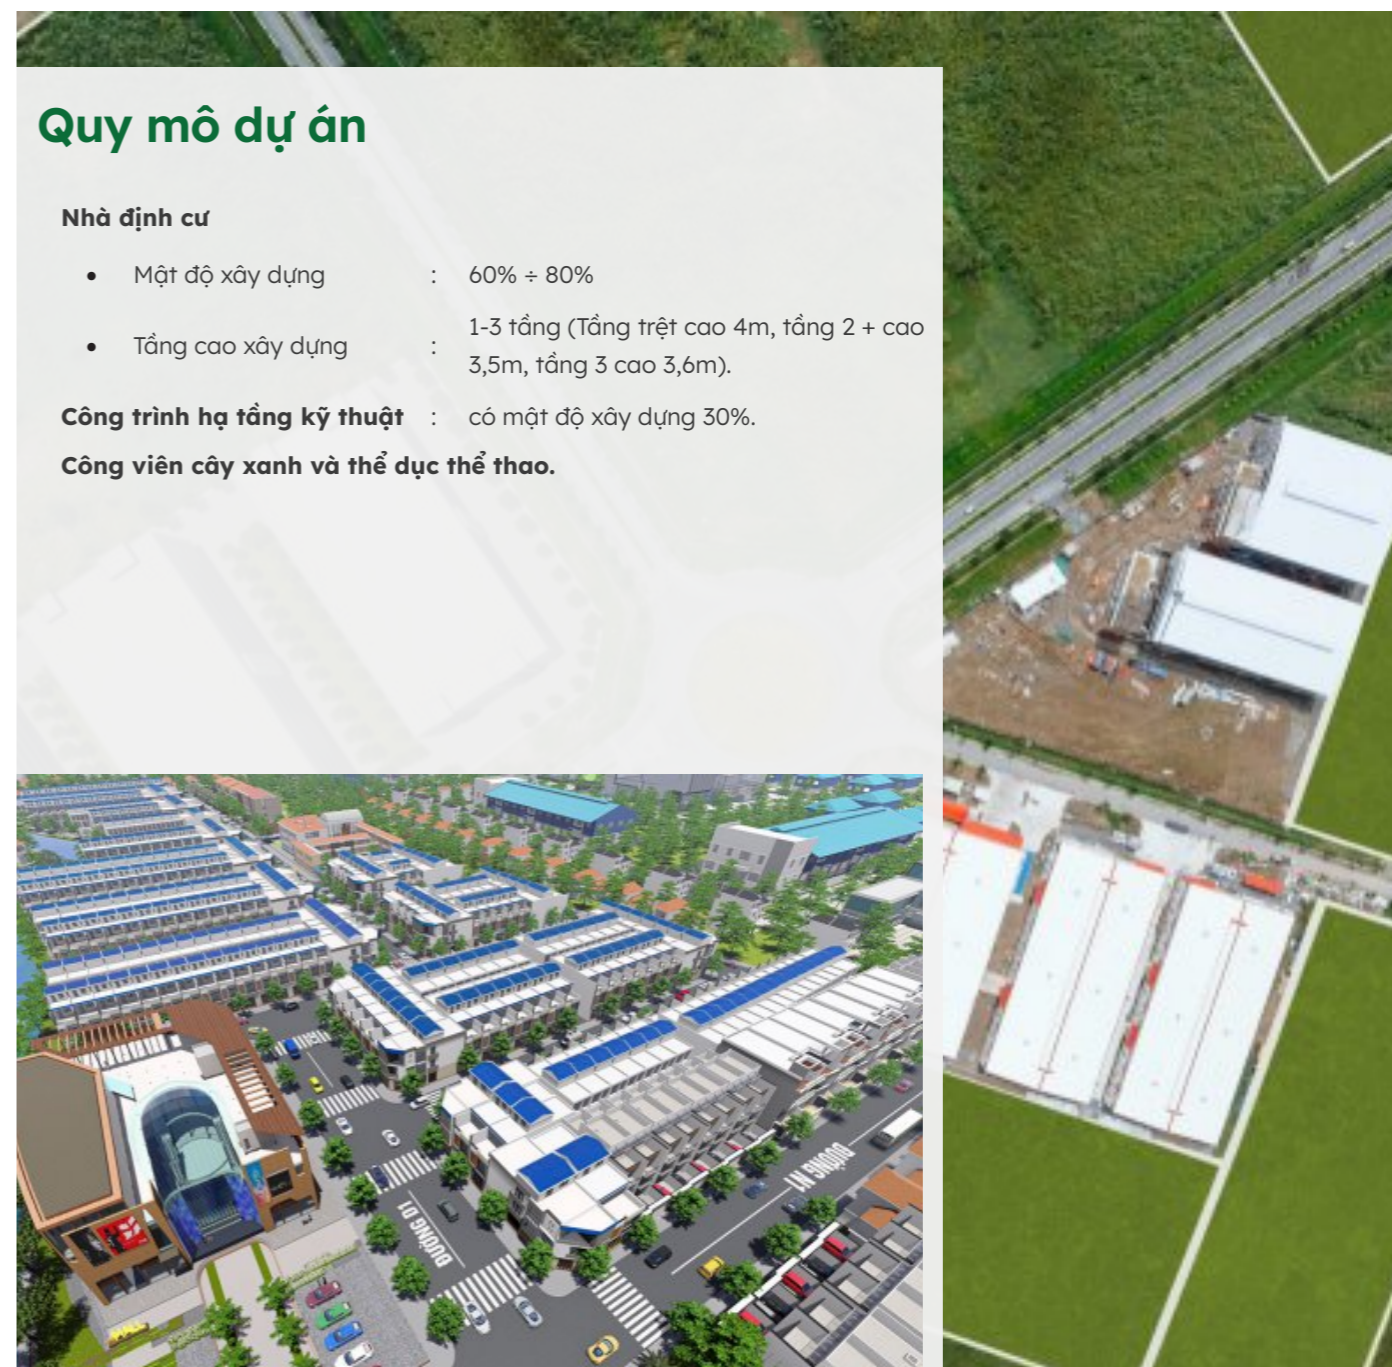 Quy mô dự án
Nhà định cư
• Mật độ xây dựng : 60% ÷ 80%
• Tầng cao xây dựng : 1-3 tầng (Tầng trệt cao 4m, tầng 2 + cao
3,5m, tầng 3 cao 3,6m).
Công trình hạ tầng kỹ thuật : có mật độ xây dựng 30%.
Công viên cây xanh và thể dục thể thao.
ĐƯỜNG D1
ĐƯỜNG N1